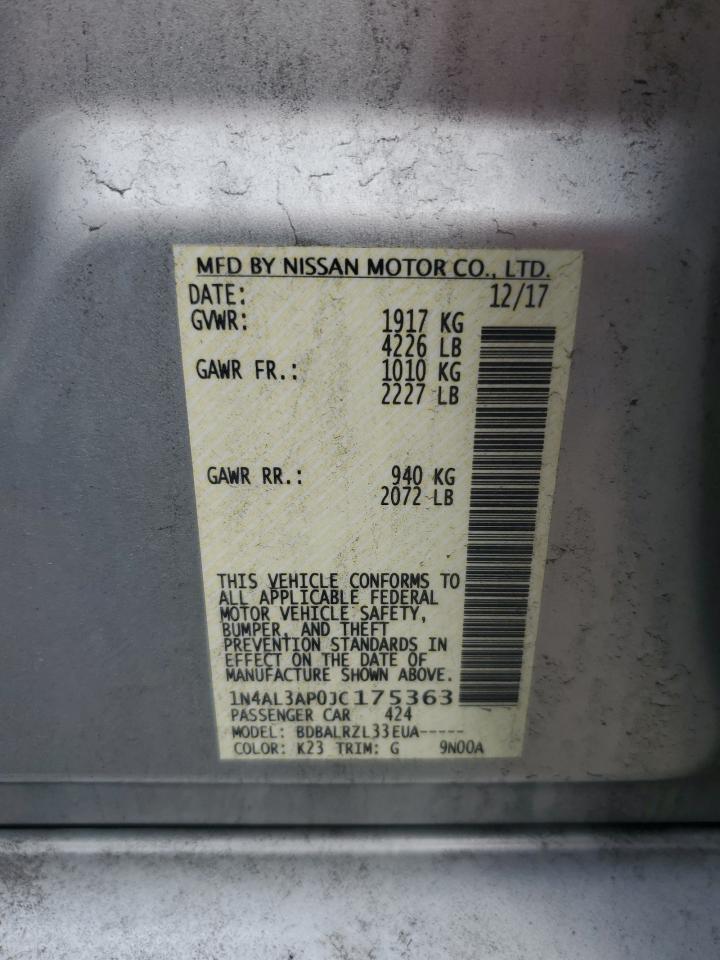 MFD BY NISSAN MOTOR CO., LTD.
DATE: 12/17
GVWR: 1917 KG
4226 LB
GAWR FR.: 1010 KG
2227 LB
GAWR RR.: 940 KG
2072 LB
THIS VEHICLE CONFORMS TO
ALL APPLICABLE FEDERAL
MOTOR VEHICLE SAFETY,
BUMPER, AND THEFT
PREVENTION STANDARDS IN
EFFECT ON THE DATE OF
MANUFACTURE SHOWN ABOVE.
1N4AL3AP0JC175363
PASSENGER CAR 424
MODEL: BDBALRZL33EUA-----
COLOR: K23 TRIM: G 9N00A